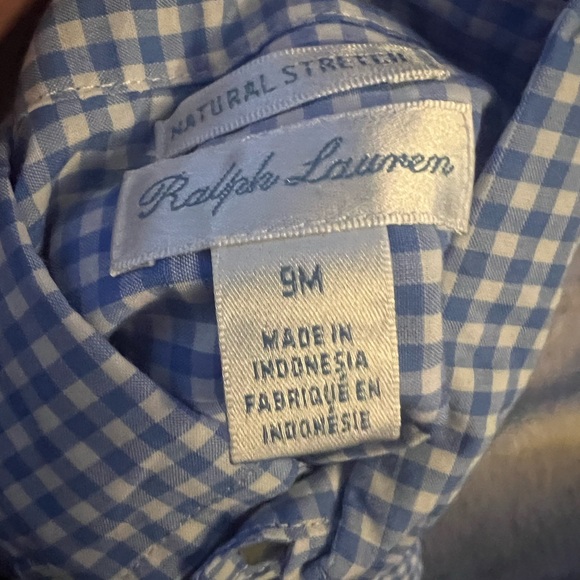 NATURAL STRETCH
Ralph Lauren
9M
MADE IN
INDONESIA
FABRIQUÉ EN
INDONÉSIE